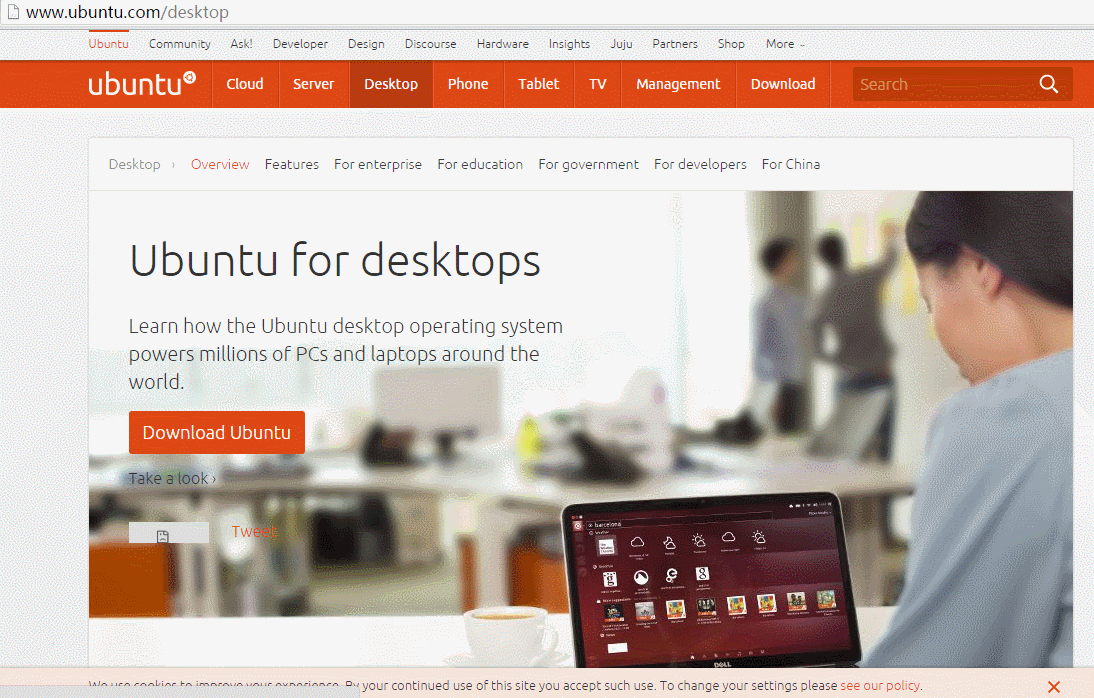 www.ubuntu.com/desktop
Ubuntu Community Ask! Developer Design Discourse Hardware Insights Juju Partners Shop More
ubuntu Cloud Server Desktop Phone Tablet TV Management Download Search
Desktop › Overview Features For enterprise For education For government For developers For China
Ubuntu for desktops
Learn how the Ubuntu desktop operating system
powers millions of PCs and laptops around the
world.
Download Ubuntu
Take a look ›
Tweet
barcelona
DELL
We use cookies to improve your experience. By your continued use of this site you accept such use. To change your settings please see our policy.